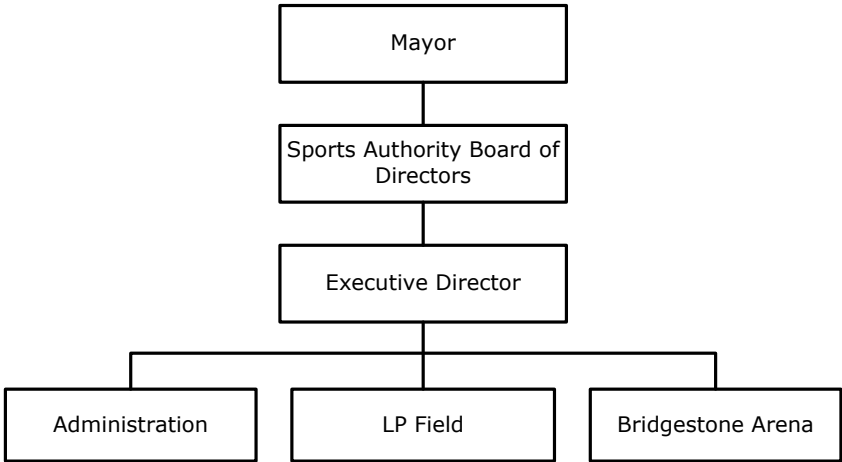 Mayor
Sports Authority Board of
Directors
Executive Director
Administration
LP Field
Bridgestone Arena